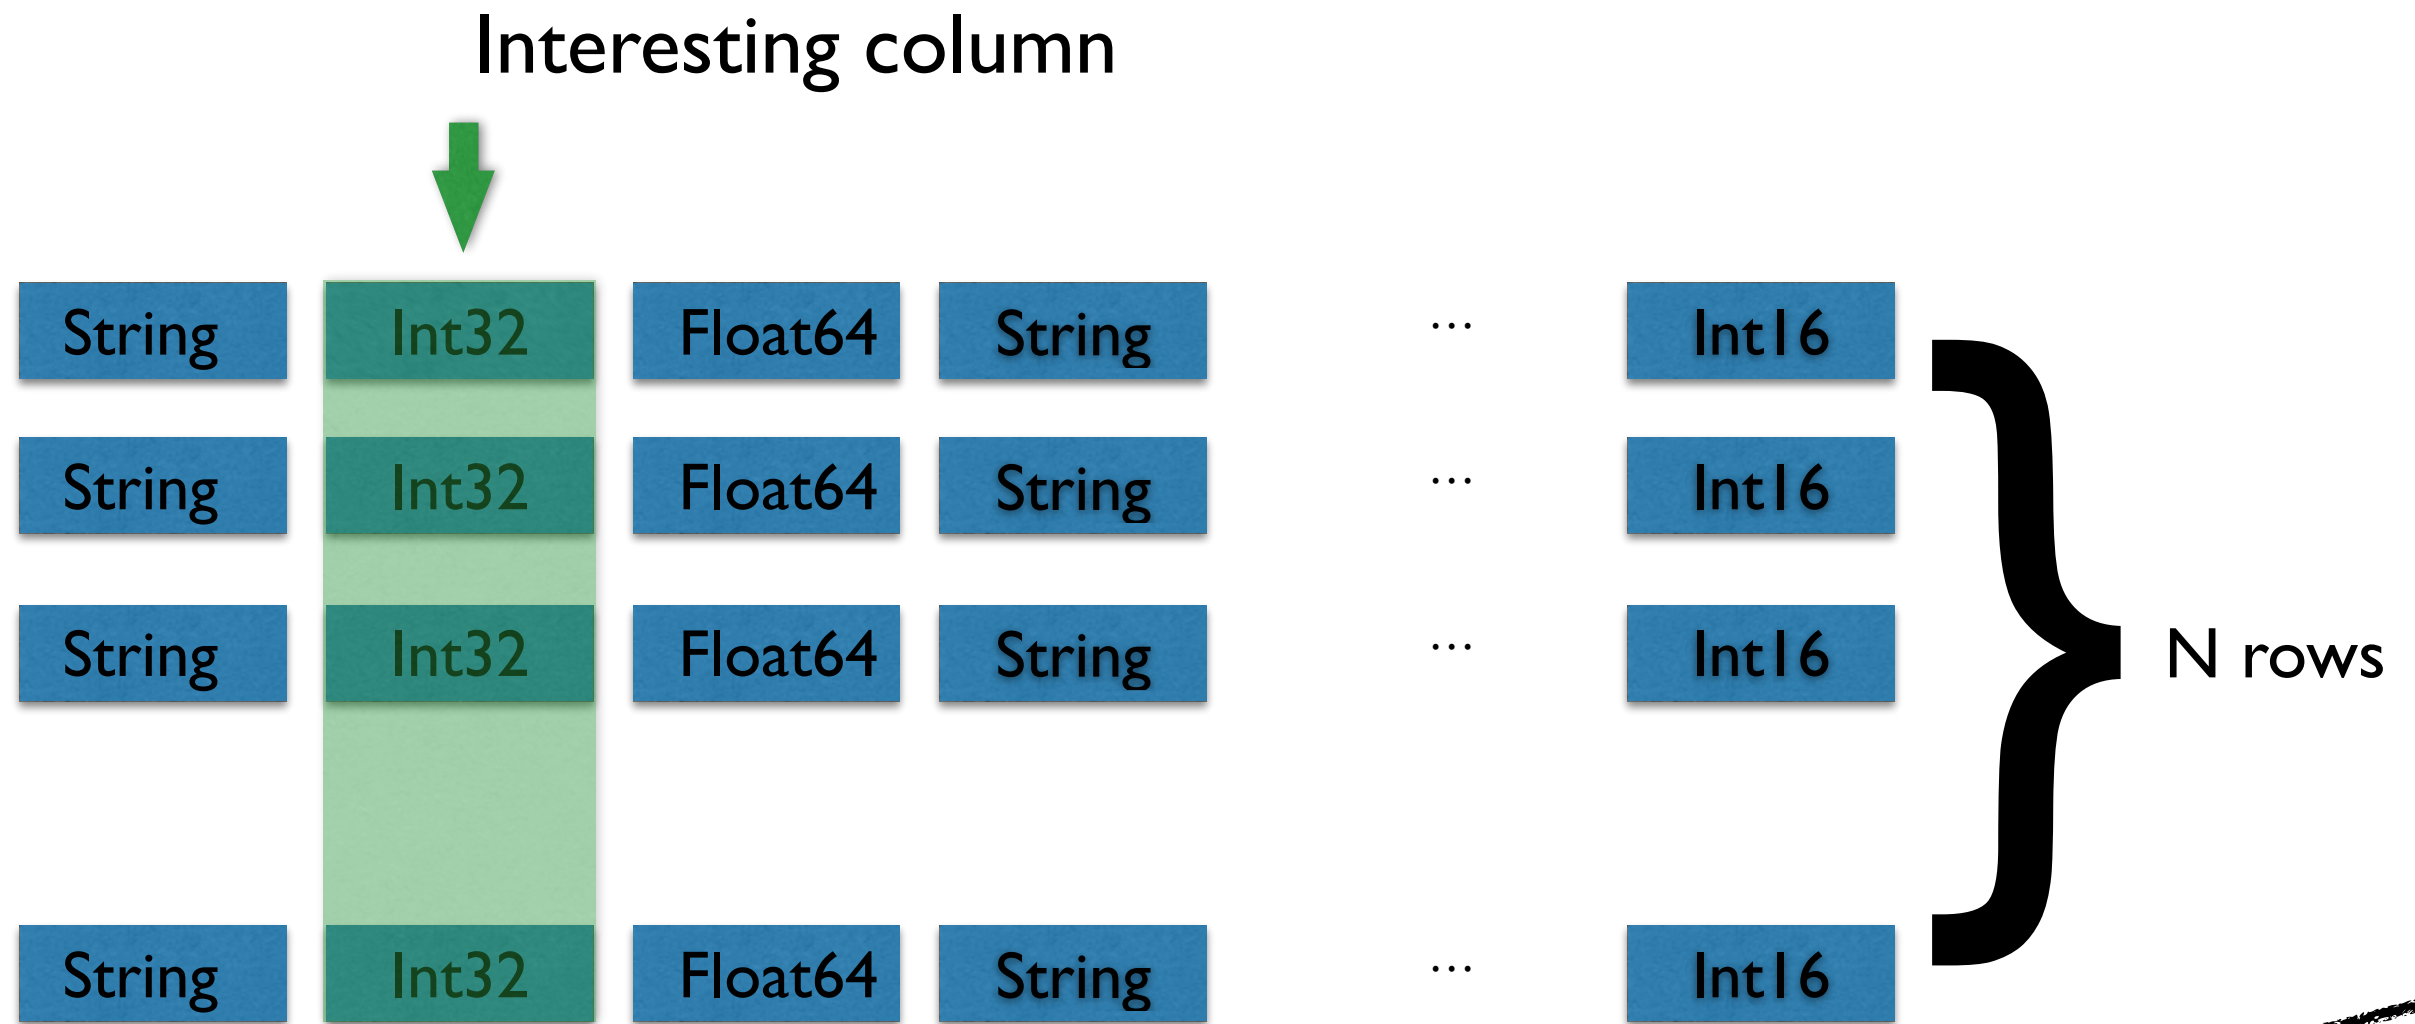 Interesting column
String Int32 Float64 String ... Int16
String Int32 Float64 String ... Int16
String Int32 Float64 String ... Int16
N rows
String Int32 Float64 String ... Int16